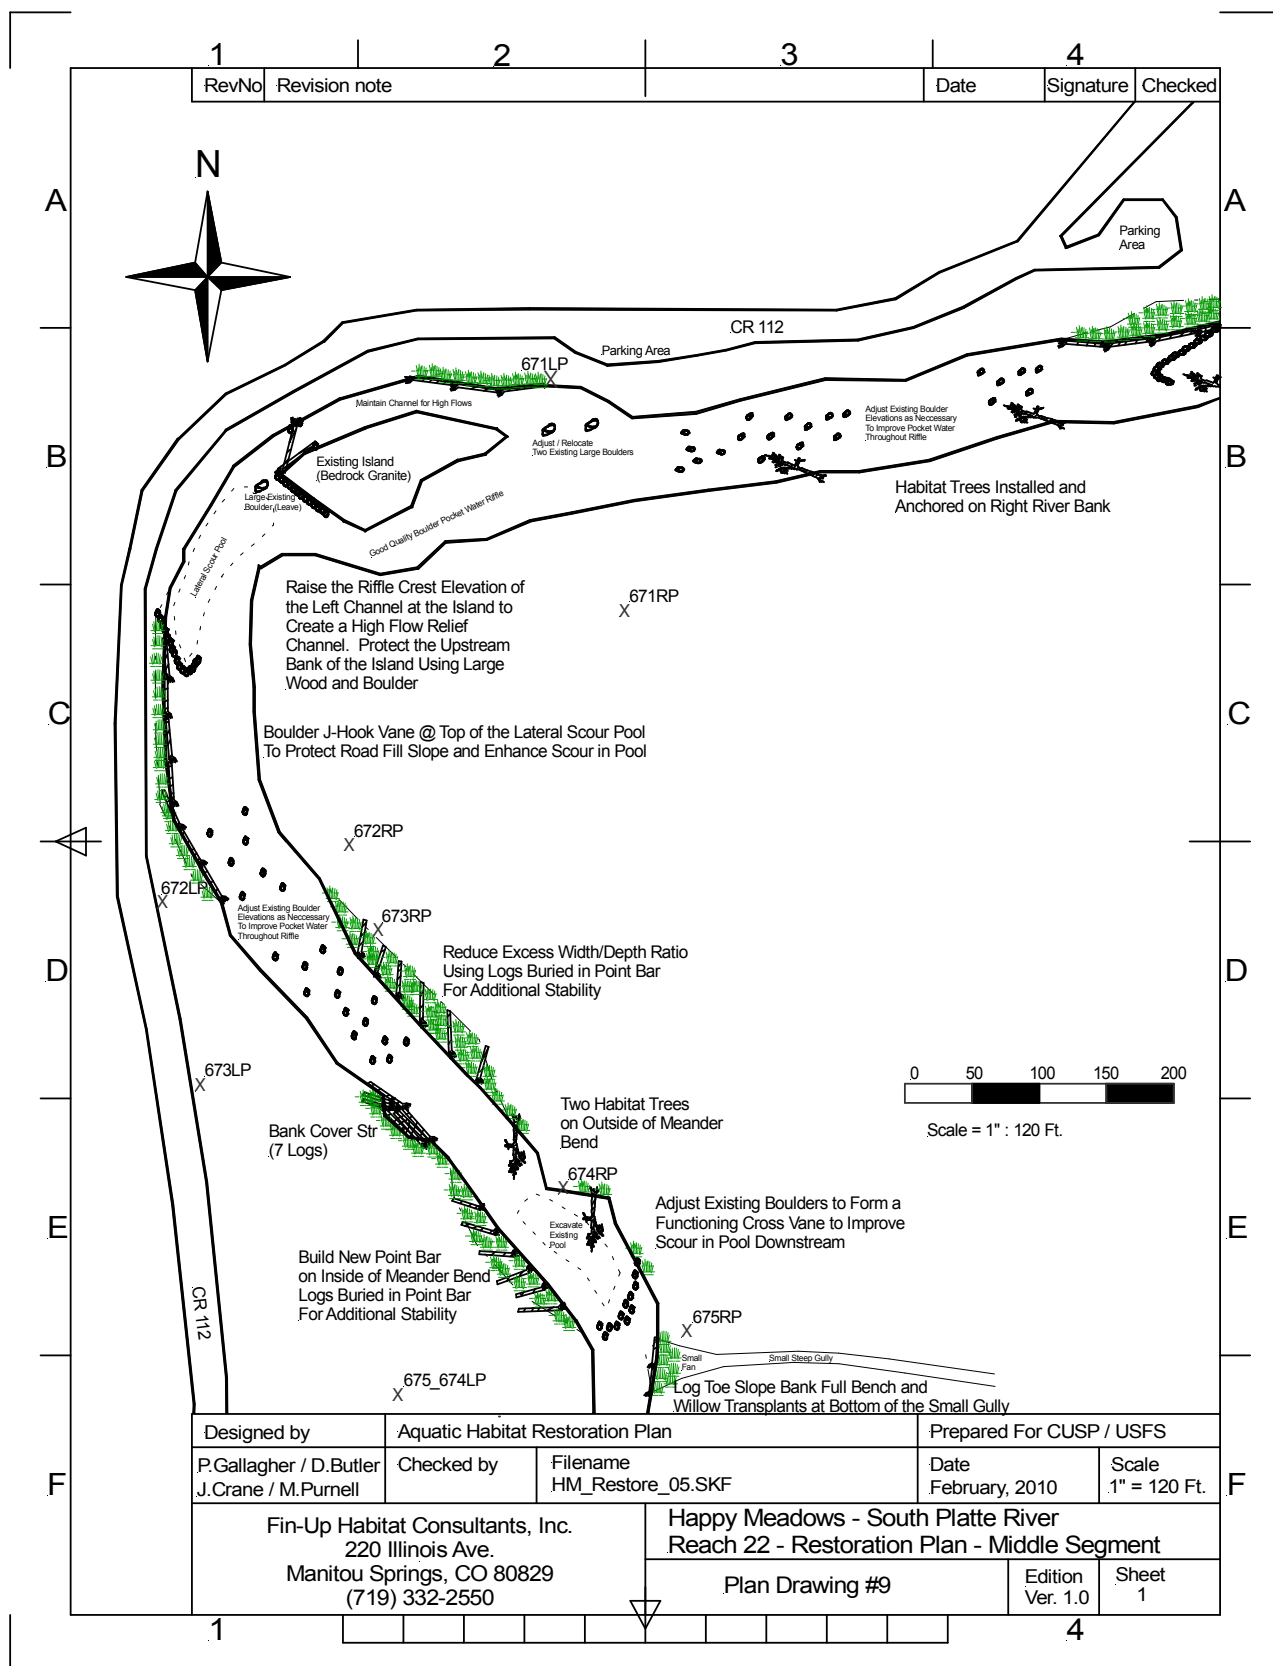 1
2
3
4
RevNo
Revision note
Date
Signature
Checked
N
A
A
Parking
Area
CR 112
Parking Area
671LP
Maintain Channel for High Flows
Adjust / Relocate
Two Existing Large Boulders
Adjust Existing Boulder
Elevations as Neccessary
To Improve Pocket Water
Throughout Riffle
B
B
Existing Island
(Bedrock Granite)
Large Existing
Boulder (Leave)
Good Quality Boulder Pocket Water Riffle
Lateral Scour Pool
Habitat Trees Installed and
Anchored on Right River Bank
Raise the Riffle Crest Elevation of
the Left Channel at the Island to
Create a High Flow Relief
Channel. Protect the Upstream
Bank of the Island Using Large
Wood and Boulder
671RP
C
C
Boulder J-Hook Vane @ Top of the Lateral Scour Pool
To Protect Road Fill Slope and Enhance Scour in Pool
672RP
672LP
Adjust Existing Boulder
Elevations as Neccessary
To Improve Pocket Water
Throughout Riffle
673RP
Reduce Excess Width/Depth Ratio
Using Logs Buried in Point Bar
For Additional Stability
D
D
673LP
0 50 100 150 200
Scale = 1" : 120 Ft.
Two Habitat Trees
on Outside of Meander
Bend
Bank Cover Str
(7 Logs)
674RP
Excavate
Existing
Pool
Adjust Existing Boulders to Form a
Functioning Cross Vane to Improve
Scour in Pool Downstream
E
E
Build New Point Bar
on Inside of Meander Bend
Logs Buried in Point Bar
For Additional Stability
CR 112
675RP
Small
Fan
Small Steep Gully
675_674LP
Log Toe Slope Bank Full Bench and
Willow Transplants at Bottom of the Small Gully
Designed by
Aquatic Habitat Restoration Plan
Prepared For CUSP / USFS
F
F
P.Gallagher / D.Butler
J.Crane / M.Purnell
Checked by
Filename
HM_Restore_05.SKF
Date
February, 2010
Scale
1" = 120 Ft.
Fin-Up Habitat Consultants, Inc.
220 Illinois Ave.
Manitou Springs, CO 80829
(719) 332-2550
Happy Meadows - South Platte River
Reach 22 - Restoration Plan - Middle Segment
Plan Drawing #9
Edition
Ver. 1.0
Sheet
1
1
4